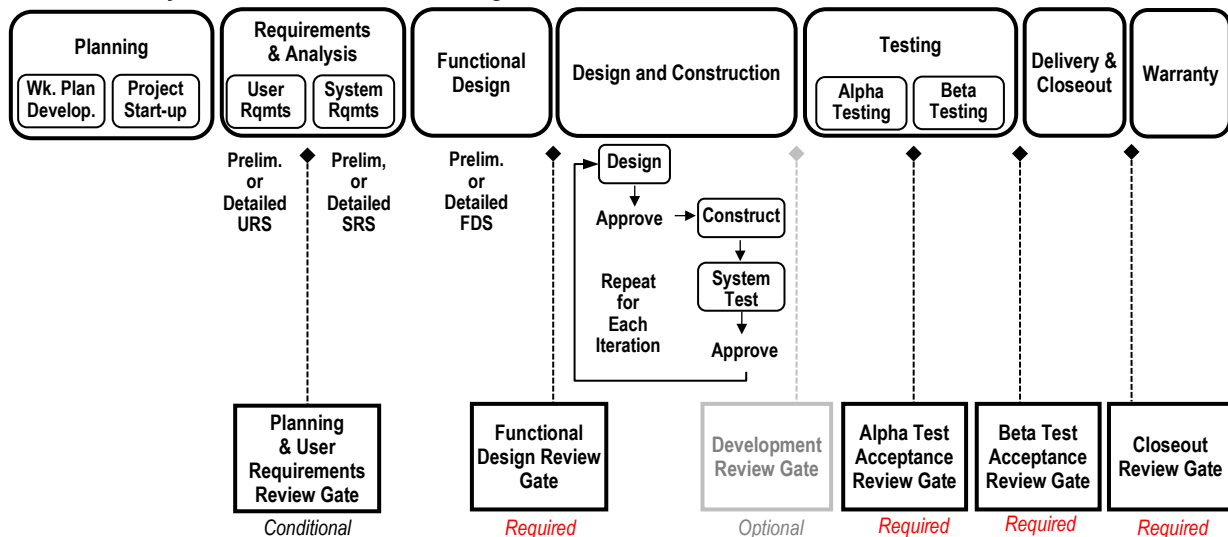 Planning
Wk. Plan
Develop.
Project
Start-up
Requirements
& Analysis
User
Rqmts
System
Rqmts
Functional
Design
Design and Construction
Testing
Alpha
Testing
Beta
Testing
Delivery &
Closeout
Warranty
Prelim.
or
Detailed
URS
Prelim,
or
Detailed
SRS
Prelim.
or
Detailed
FDS
Design
Approve
Construct
System
Test
Approve
Repeat
for
Each
Iteration
Planning
& User
Requirements
Review Gate
Conditional
Functional
Design Review
Gate
Required
Development
Review Gate
Optional
Alpha Test
Acceptance
Review Gate
Required
Beta Test
Acceptance
Review Gate
Required
Closeout
Review Gate
Required